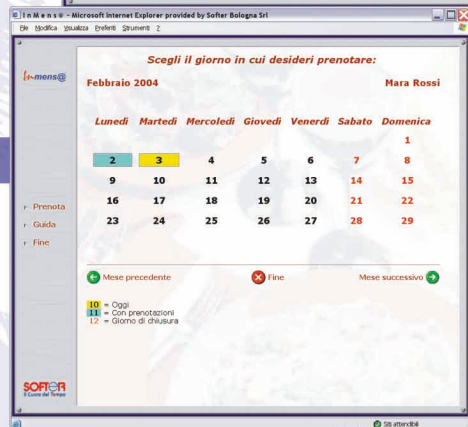 InMens@ - Microsoft Internet Explorer provided by Softer Bologna Srl
File Modifica Visualizza Preferiti Strumenti ?
Inmens@
Scegli il giorno in cui desideri prenotare:
Febbraio 2004 Mara Rossi
Lunedì Martedì Mercoledì Giovedì Venerdì Sabato Domenica
1
2 3 4 5 6 7 8
9 10 11 12 13 14 15
16 17 18 19 20 21 22
23 24 25 26 27 28 29
Prenota
Guida
Fine
Mese precedente Fine Mese successivo
10 = Oggi
11 = Con prenotazioni
12 = Giorno di chiusura
SOFTER
Il Cuore del Tempo
Siti attendibili